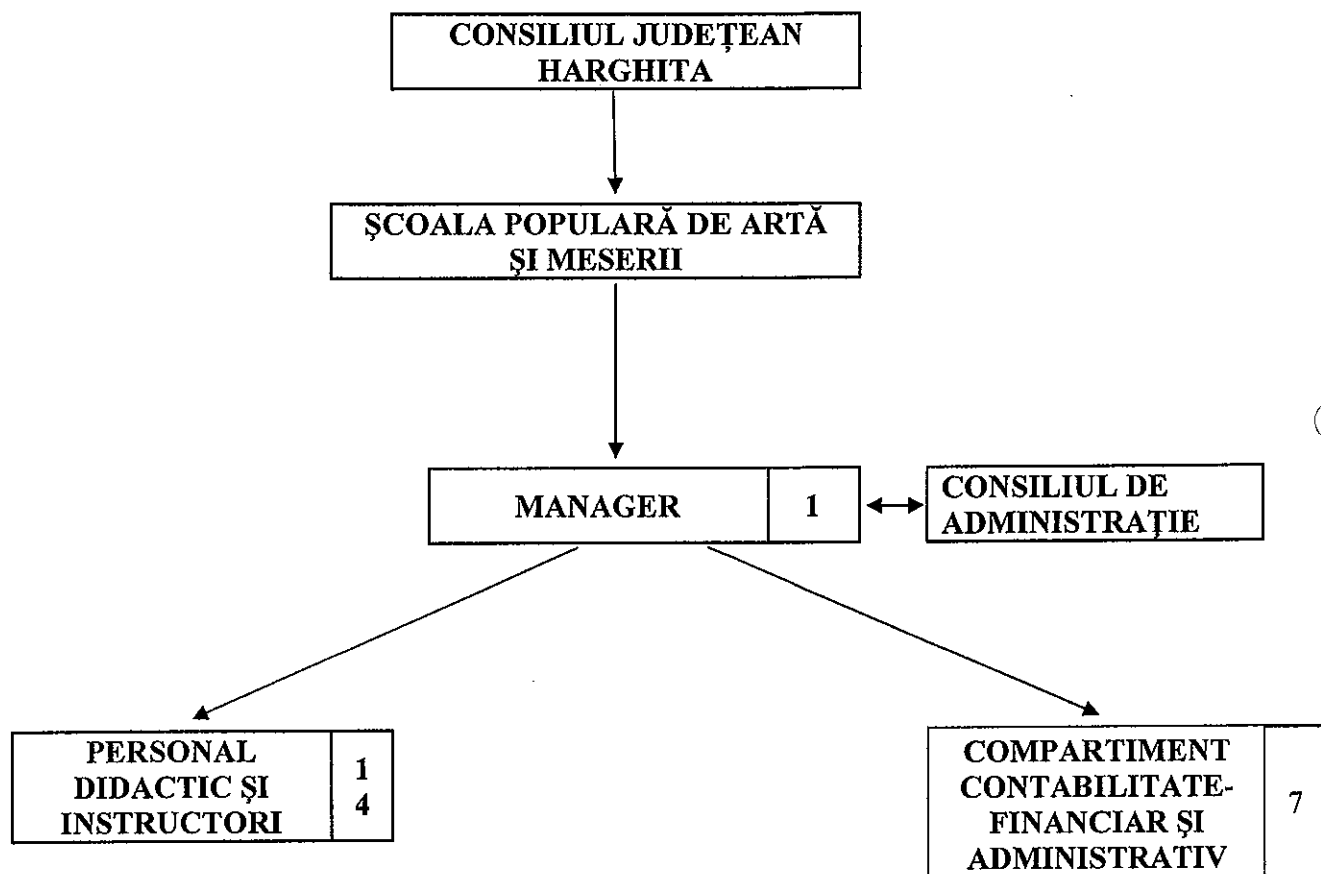 CONSILIUL JUDEȚEAN
HARGHITA
ŞCOALA POPULARĂ DE ARTĂ
ŞI MESERII
MANAGER
1
CONSILIUL DE
ADMINISTRAȚIE
PERSONAL
DIDACTIC ŞI
INSTRUCTORI
1
4
COMPARTIMENT
CONTABILITATE-
FINANCIAR ŞI
ADMINISTRATIV
7